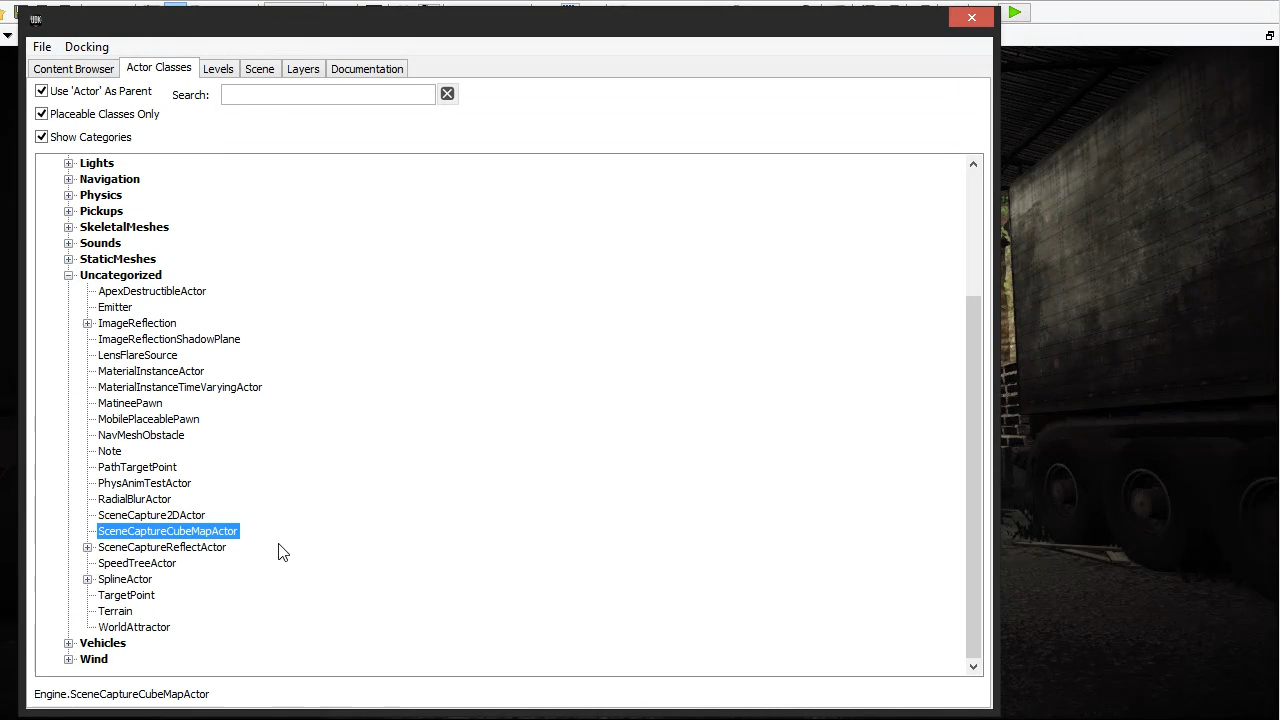 UDK
File Docking
Content Browser Actor Classes Levels Scene Layers Documentation
Use 'Actor' As Parent Search:
Placeable Classes Only
Show Categories
Lights
Navigation
Physics
Pickups
SkeletalMeshes
Sounds
StaticMeshes
Uncategorized
ApexDestructibleActor
Emitter
ImageReflection
ImageReflectionShadowPlane
LensFlareSource
MaterialInstanceActor
MaterialInstanceTimeVaryingActor
MatineePawn
MobilePlaceablePawn
NavMeshObstacle
Note
PathTargetPoint
PhysAnimTestActor
RadialBlurActor
SceneCapture2DActor
SceneCaptureCubeMapActor
SceneCaptureReflectActor
SpeedTreeActor
SplineActor
TargetPoint
Terrain
WorldAttractor
Vehicles
Wind
Engine.SceneCaptureCubeMapActor